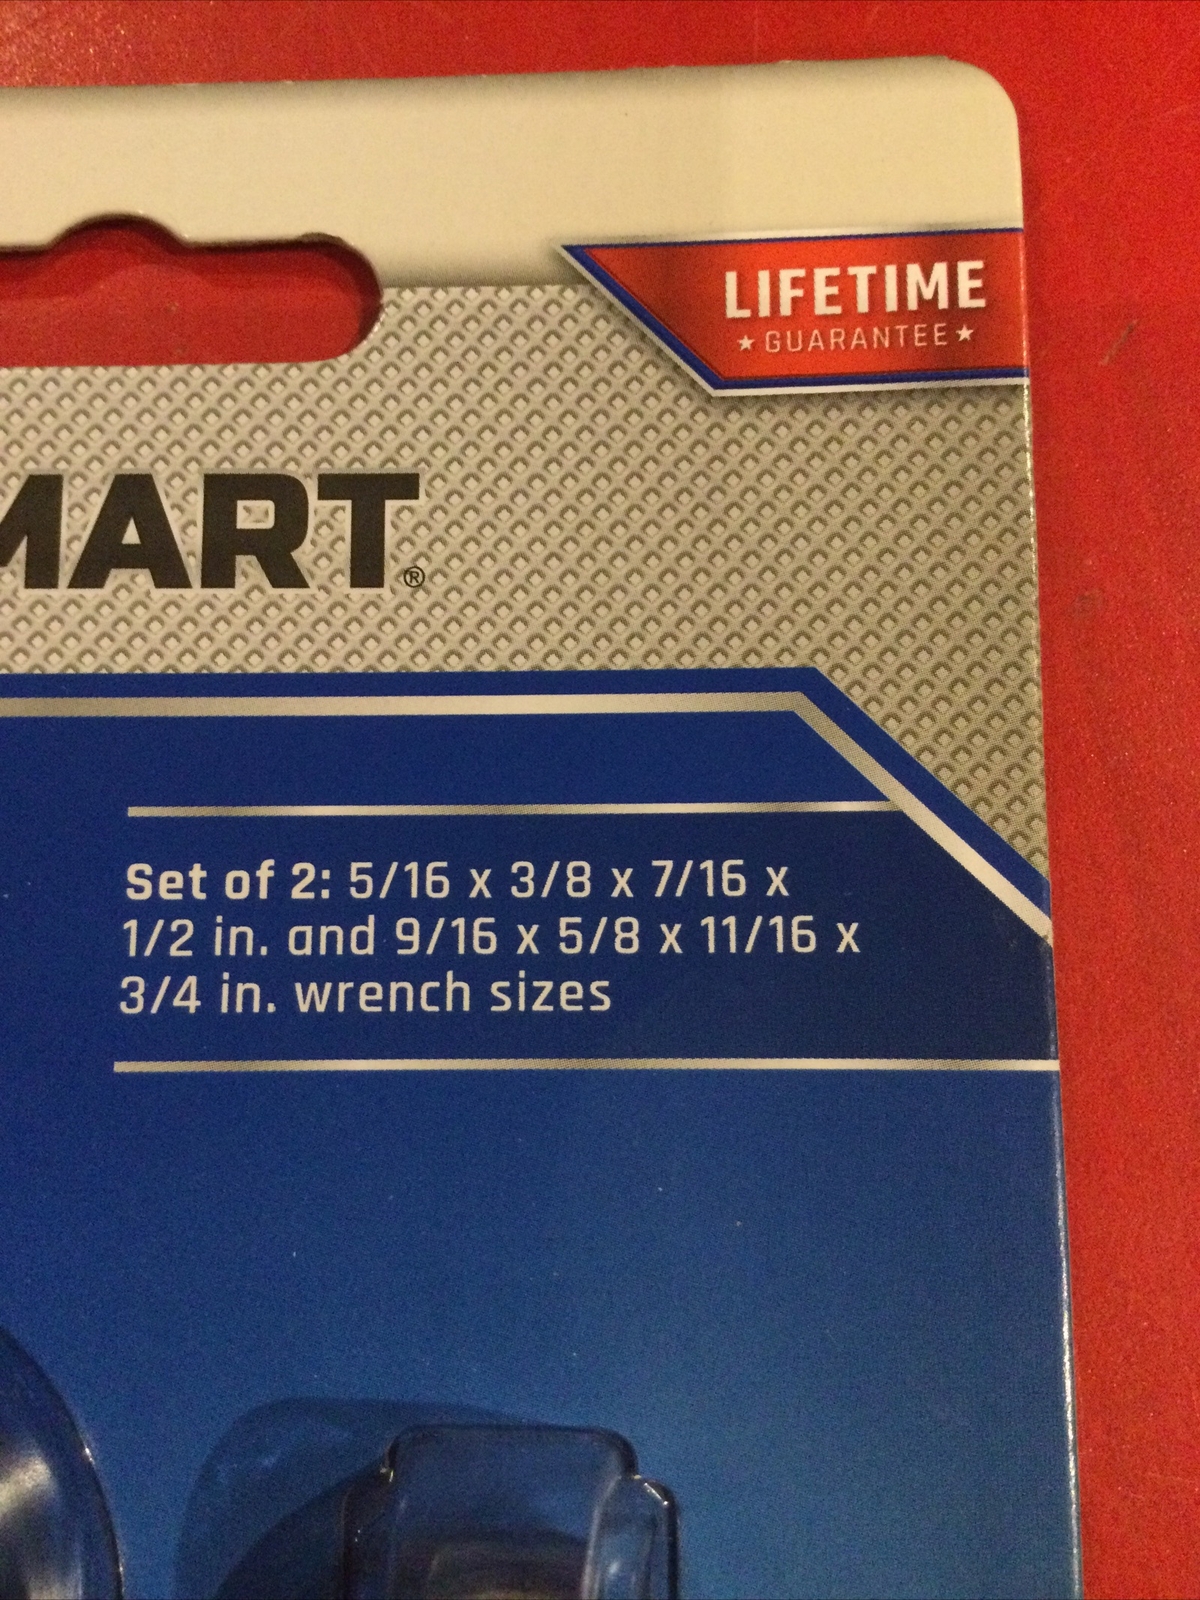 LIFETIME
★ GUARANTEE ★
MART®
Set of 2: 5/16 x 3/8 x 7/16 x
1/2 in. and 9/16 x 5/8 x 11/16 x
3/4 in. wrench sizes